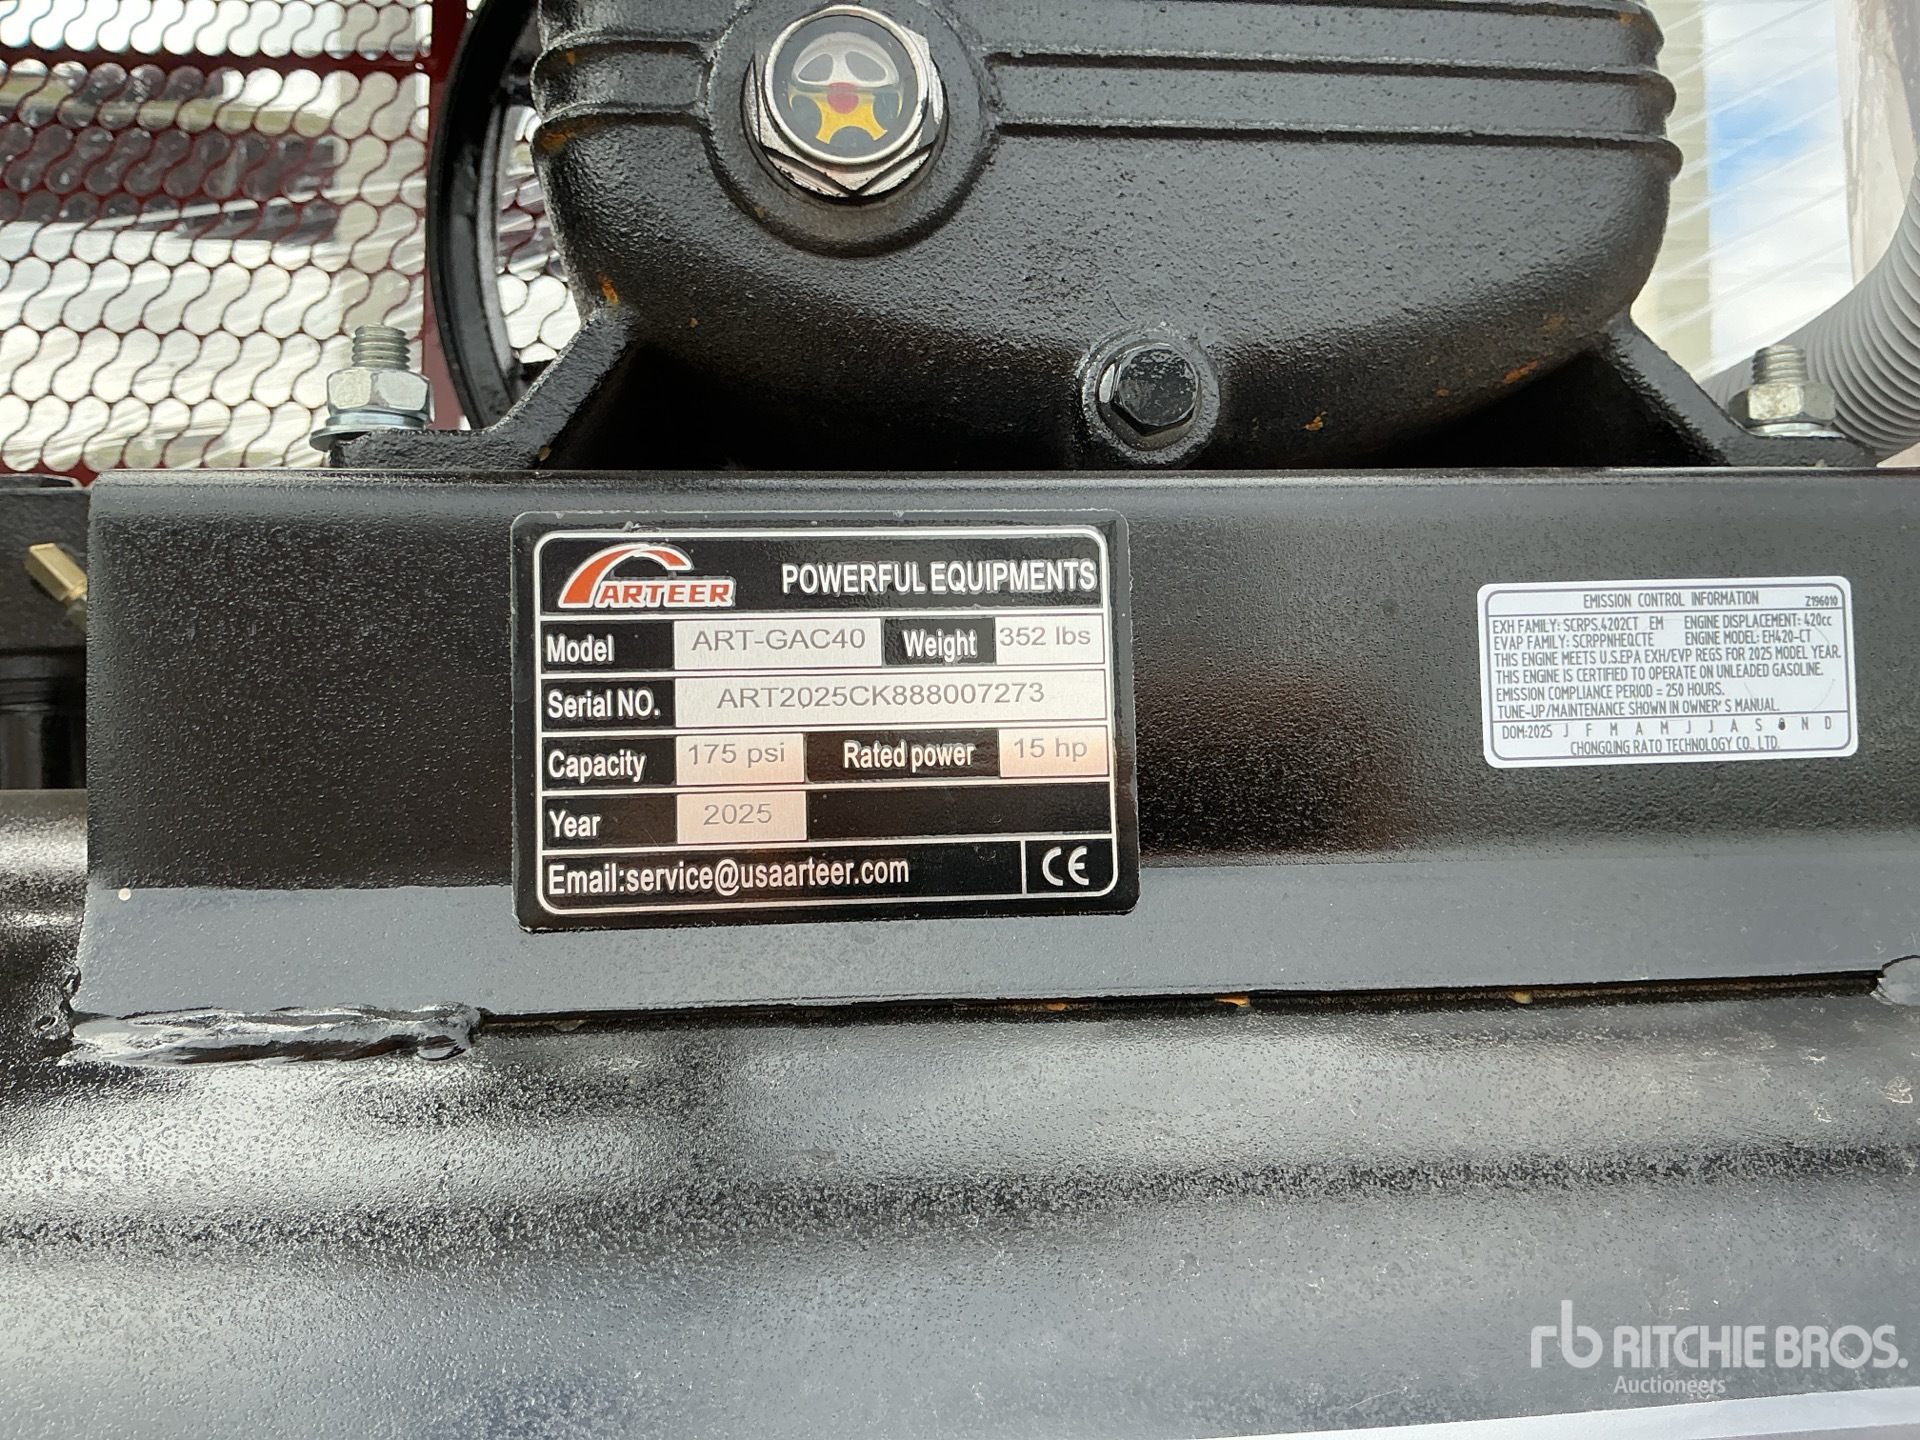 ARTEER POWERFUL EQUIPMENTS
Model ART-GAC40 Weight 352 lbs
Serial NO. ART2025CK888007273
Capacity 175 psi Rated power 15 hp
Year 2025
Email:service@usaarteer.com CE
EMISSION CONTROL INFORMATION Z196010
EXH FAMILY: SCRPS.4202CT EM ENGINE DISPLACEMENT: 420cc
EVAP FAMILY: SCRPPNHEQCTE ENGINE MODEL: EH420-CT
THIS ENGINE MEETS U.S.EPA EXH/EVP REGS FOR 2025 MODEL YEAR.
THIS ENGINE IS CERTIFIED TO OPERATE ON UNLEADED GASOLINE.
EMISSION COMPLIANCE PERIOD = 250 HOURS.
TUNE-UP/MAINTENANCE SHOWN IN OWNER'S MANUAL.
DOM:2025 J F M A M J J A S N D
CHONGQING RATO TECHNOLOGY CO., LTD.
rb RITCHIE BROS.
Auctioneers